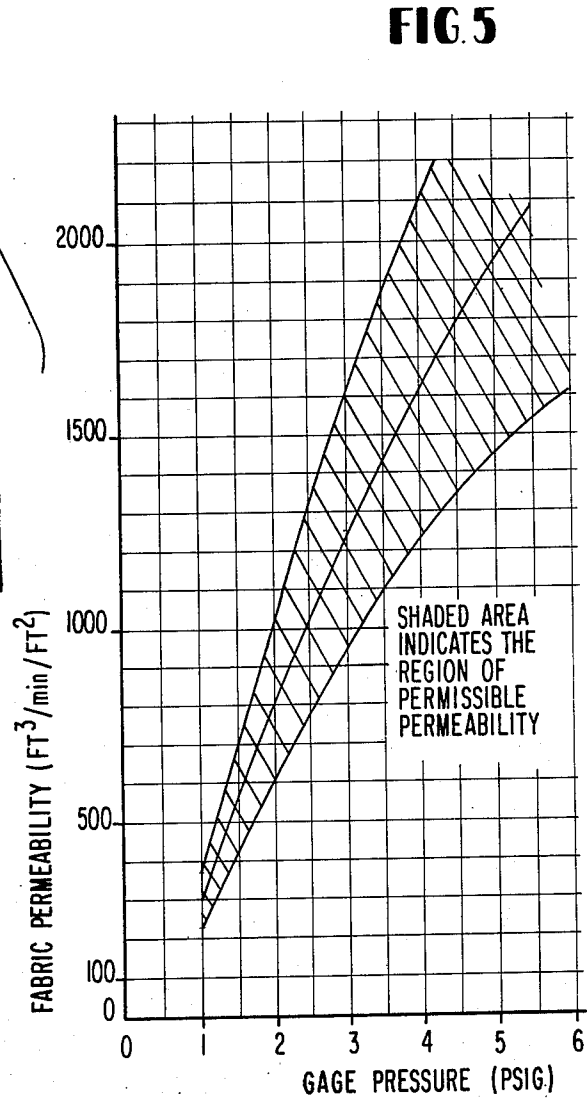 FIG. 5
2000
1500
1000
500
100
0
FABRIC PERMEABILITY (FT³/min/FT²)
SHADED AREA
INDICATES THE
REGION OF
PERMISSIBLE
PERMEABILITY
0 1 2 3 4 5 6
GAGE PRESSURE (PSIG.)